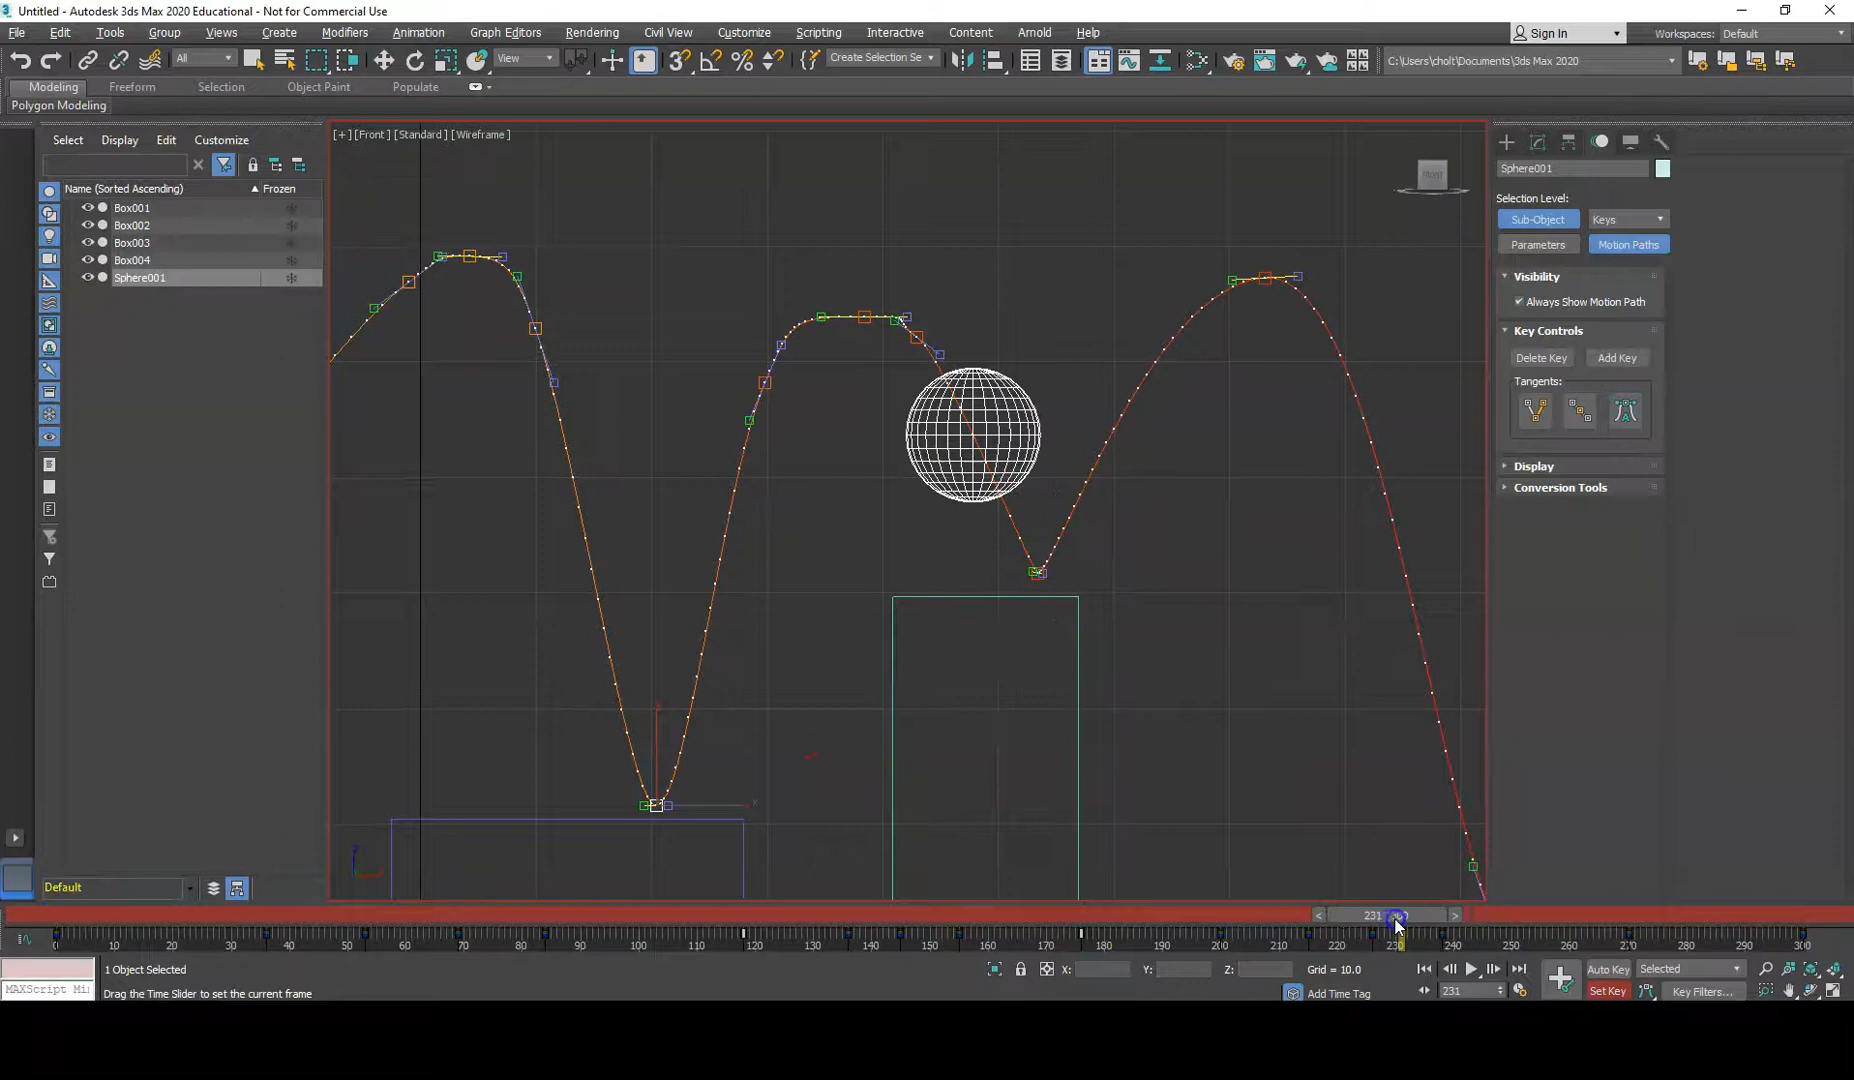 Untitled - Autodesk 3ds Max 2020 Educational - Not for Commercial Use
File Edit Tools Group Views Create Modifiers Animation Graph Editors Rendering Civil View Customize Scripting Interactive Content Arnold Help
Sign In
Workspaces: Default
All
View
Create Selection Se
C:\Users\cholt\Documents\3ds Max 2020
Modeling Freeform Selection Object Paint Populate
Polygon Modeling
Select Display Edit Customize
[+] [Front] [Standard] [Wireframe]
FRONT
Name (Sorted Ascending) Frozen
Box001
Box002
Box003
Box004
Sphere001
Sphere001
Selection Level:
Sub-Object Keys
Parameters Motion Paths
Visibility
Always Show Motion Path
Key Controls
Delete Key Add Key
Tangents:
Display
Conversion Tools
x
z
Default
< 231 >
0 10 20 30 40 50 60 70 80 90 100 110 120 130 140 150 160 170 180 190 200 210 220 230 240 250 260 270 280 290 300
1 Object Selected
X: Y: Z: Grid = 10.0
Auto Key Selected
MAXScript Mi
Drag the Time Slider to set the current frame
Add Time Tag
231
Set Key Key Filters...